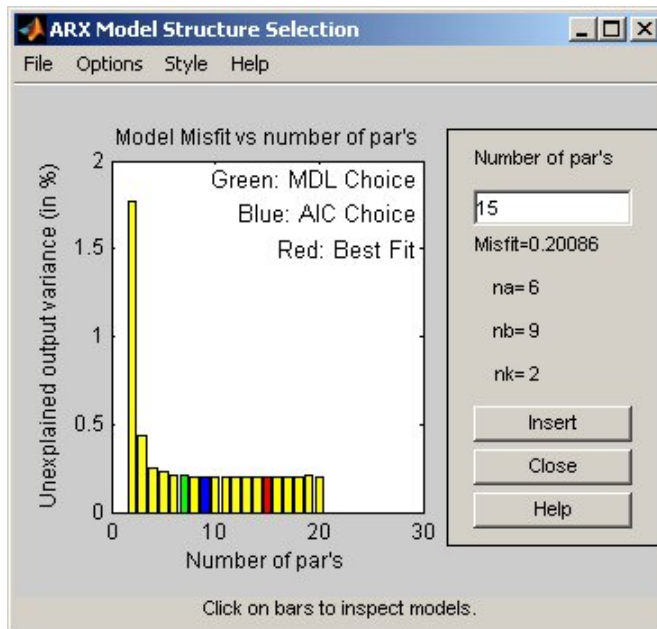 ARX Model Structure Selection
File Options Style Help
Model Misfit vs number of par's
Unexplained output variance (in %)
2
1.5
1
0.5
0
Green: MDL Choice
Blue: AIC Choice
Red: Best Fit
0 10 20 30
Number of par's
Number of par's
15
Misfit=0.20086
na= 6
nb= 9
nk= 2
Insert
Close
Help
Click on bars to inspect models.